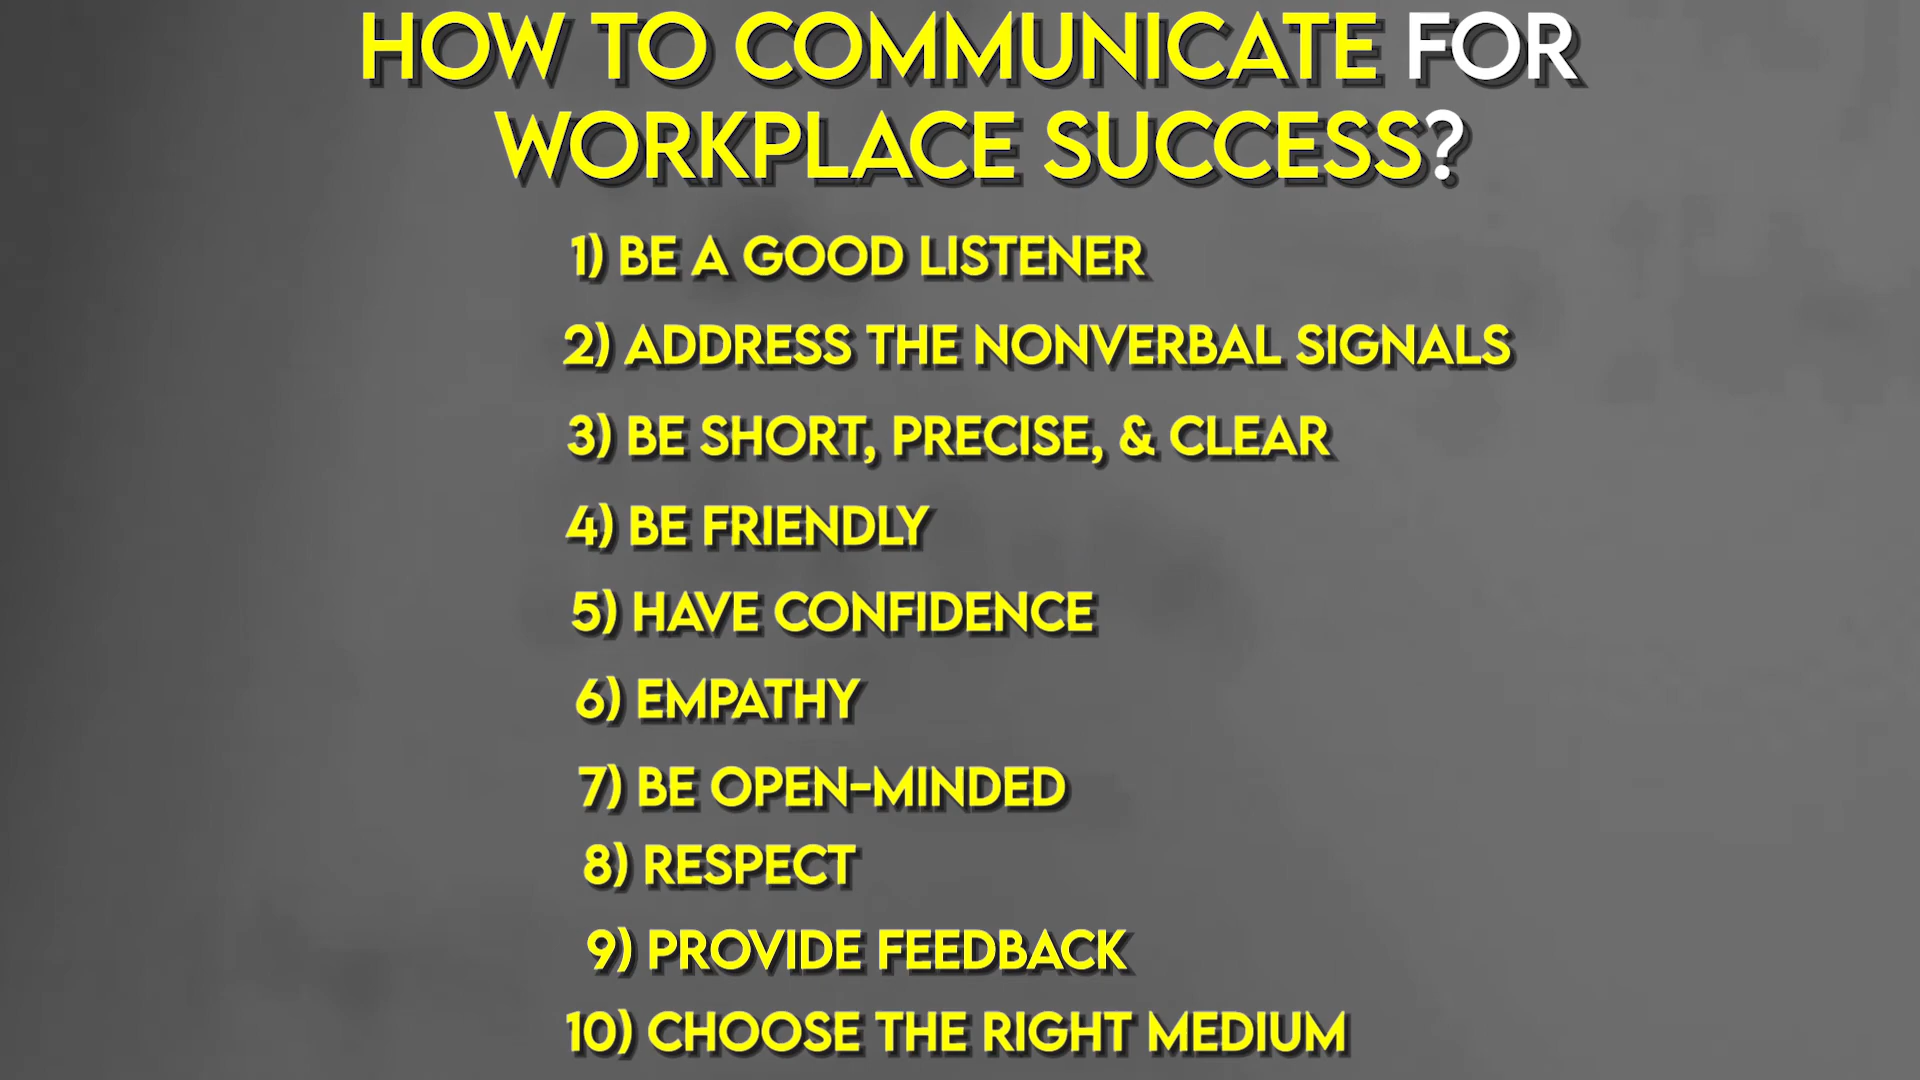 HOW TO COMMUNICATE FOR
WORKPLACE SUCCESS?
1) BE A GOOD LISTENER
2) ADDRESS THE NONVERBAL SIGNALS
3) BE SHORT, PRECISE, & CLEAR
4) BE FRIENDLY
5) HAVE CONFIDENCE
6) EMPATHY
7) BE OPEN-MINDED
8) RESPECT
9) PROVIDE FEEDBACK
10) CHOOSE THE RIGHT MEDIUM